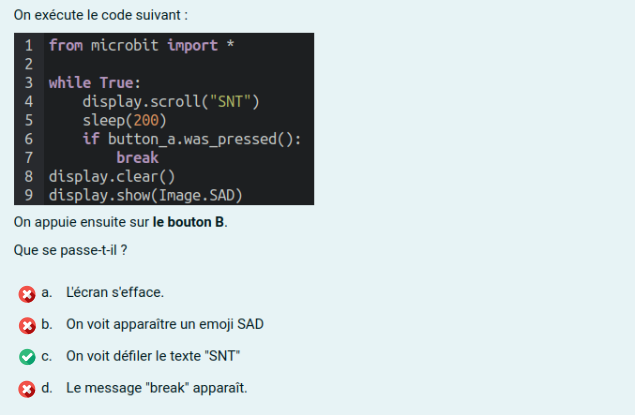 On exécute le code suivant :
1 from microbit import *
2
3 while True:
4     display.scroll("SNT")
5     sleep(200)
6     if button_a.was_pressed():
7         break
8 display.clear()
9 display.show(Image.SAD)
On appuie ensuite sur le bouton B.
Que se passe-t-il ?
a. L'écran s'efface.
b. On voit apparaître un emoji SAD
c. On voit défiler le texte "SNT"
d. Le message "break" apparaît.